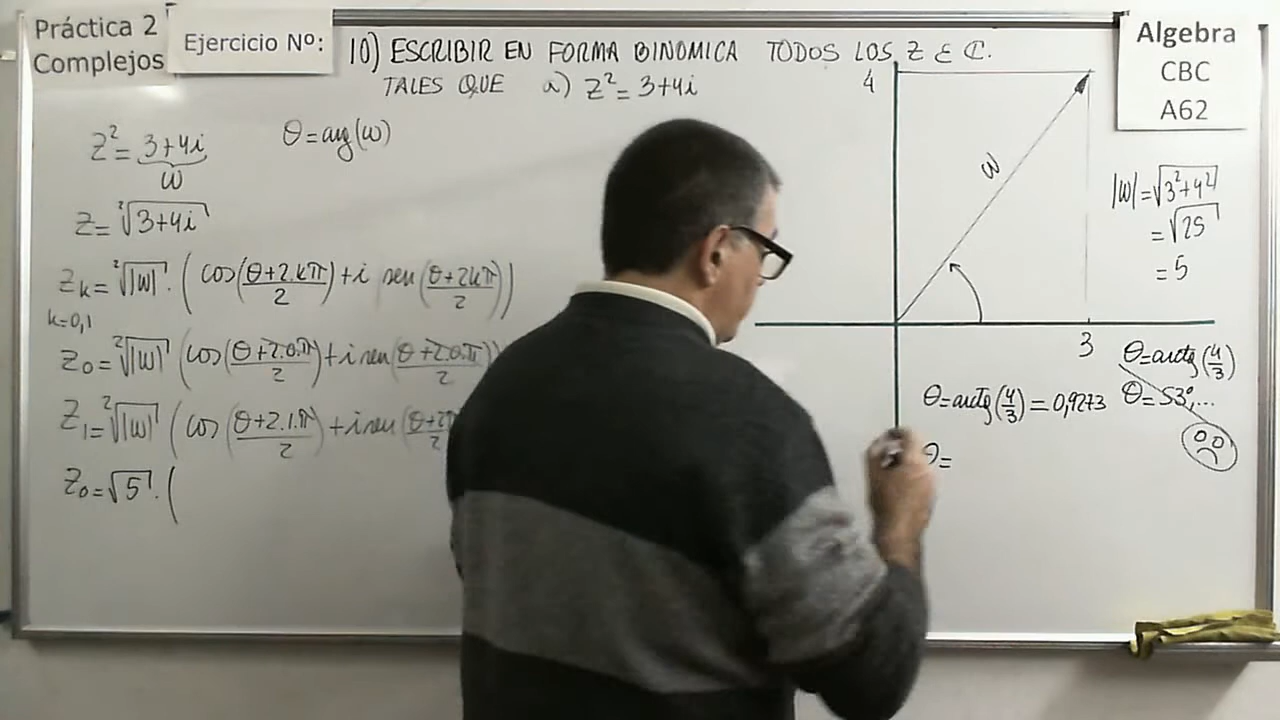 Práctica 2
Complejos
Ejercicio Nº:
10) ESCRIBIR EN FORMA BINOMICA TODOS LOS Z ∈ ℂ.
TALES QUE a) Z² = 3+4i
Algebra
CBC
A62
Z² = 3+4i
w
θ = arg(w)
Z = ²√3+4i
Z_k = ²√|w| . (cos(θ+2.kπ/2) + i sen(θ+2kπ/2))
k=0,1
Z₀ = ²√|w| (cos(θ+2.0.π/2) + i sen(θ+2.0.π/2))
Z₁ = ²√|w| (cos(θ+2.1.π/2) + i sen(θ+2
Z₀ = √5 . (
4
w
3
|w| = √3²+4²
= √25
= 5
θ = arctg(4/3)
θ = 53°,...
θ = arctg(4/3) = 0,9273
θ =